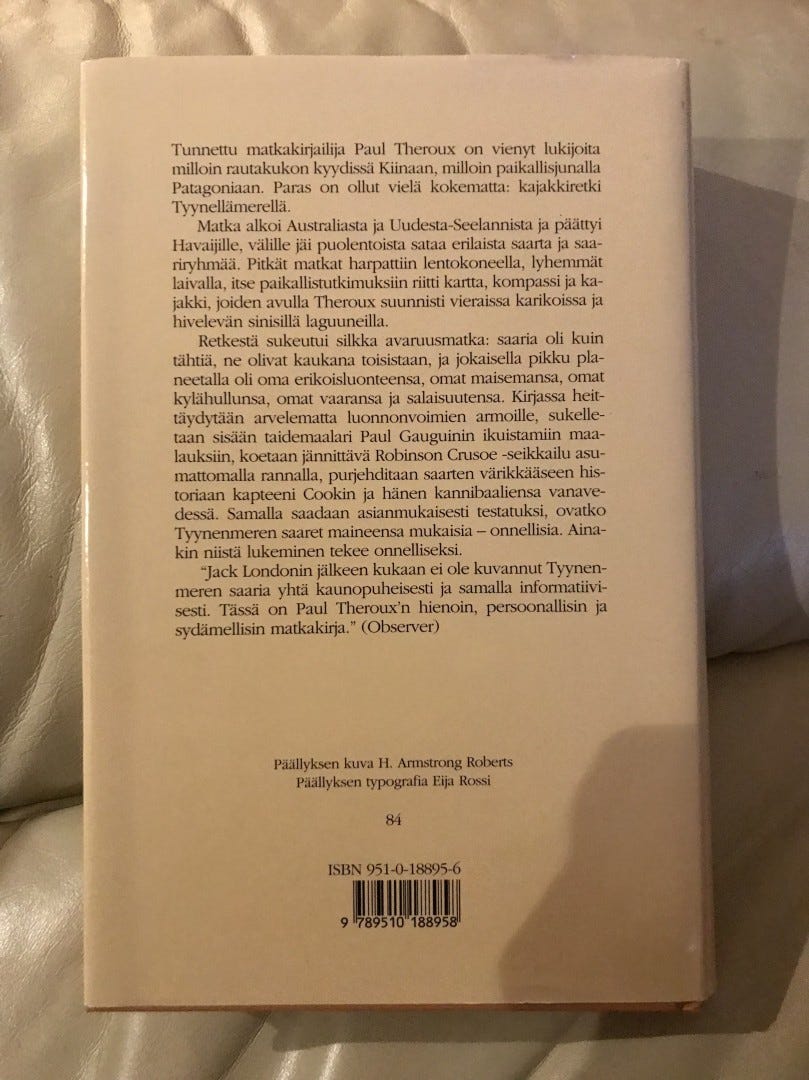 Tunnettu matkakirjailija Paul Theroux on vienyt lukijoita
milloin rautakukon kyydissä Kiinaan, milloin paikallisjunalla
Patagoniaan. Paras on ollut vielä kokematta: kajakkiretki
Tyynellämerellä.
Matka alkoi Australiasta ja Uudesta-Seelannista ja päättyi
Havaijille, välille jäi puolentoista sataa erilaista saarta ja saa-
riryhmää. Pitkät matkat harpattiin lentokoneella, lyhemmät
laivalla, itse paikallistutkimuksiin riitti kartta, kompassi ja ka-
jakki, joiden avulla Theroux suunnisti vieraissa karikoissa ja
hivelevän sinisillä laguuneilla.
Retkestä sukeutui silkka avaruusmatka: saaria oli kuin
tähtiä, ne olivat kaukana toisistaan, ja jokaisella pikku pla-
neetalla oli oma erikoisluonteensa, omat maisemansa, omat
kylähullunsa, omat vaaransa ja salaisuutensa. Kirjassa heit-
täydytään arvelematta luonnonvoimien armoille, sukelle-
taan sisään taidemaalari Paul Gauguinin ikuistamiin maa-
lauksiin, koetaan jännittävä Robinson Crusoe -seikkailu asu-
mattomalla rannalla, purjehditaan saarten värikkääseen his-
toriaan kapteeni Cookin ja hänen kannibaaliensa vanave-
dessä. Samalla saadaan asianmukaisesti testatuksi, ovatko
Tyynenmeren saaret maineensa mukaisia – onnellisia. Aina-
kin niistä lukeminen tekee onnelliseksi.
"Jack Londonin jälkeen kukaan ei ole kuvannut Tyynen-
meren saaria yhtä kaunopuheisesti ja samalla informatiivi-
sesti. Tässä on Paul Theroux'n hienoin, persoonallisin ja
sydämellisin matkakirja." (Observer)
Päällyksen kuva H. Armstrong Roberts
Päällyksen typografia Eija Rossi
84
ISBN 951-0-18895-6
9 789510 188958